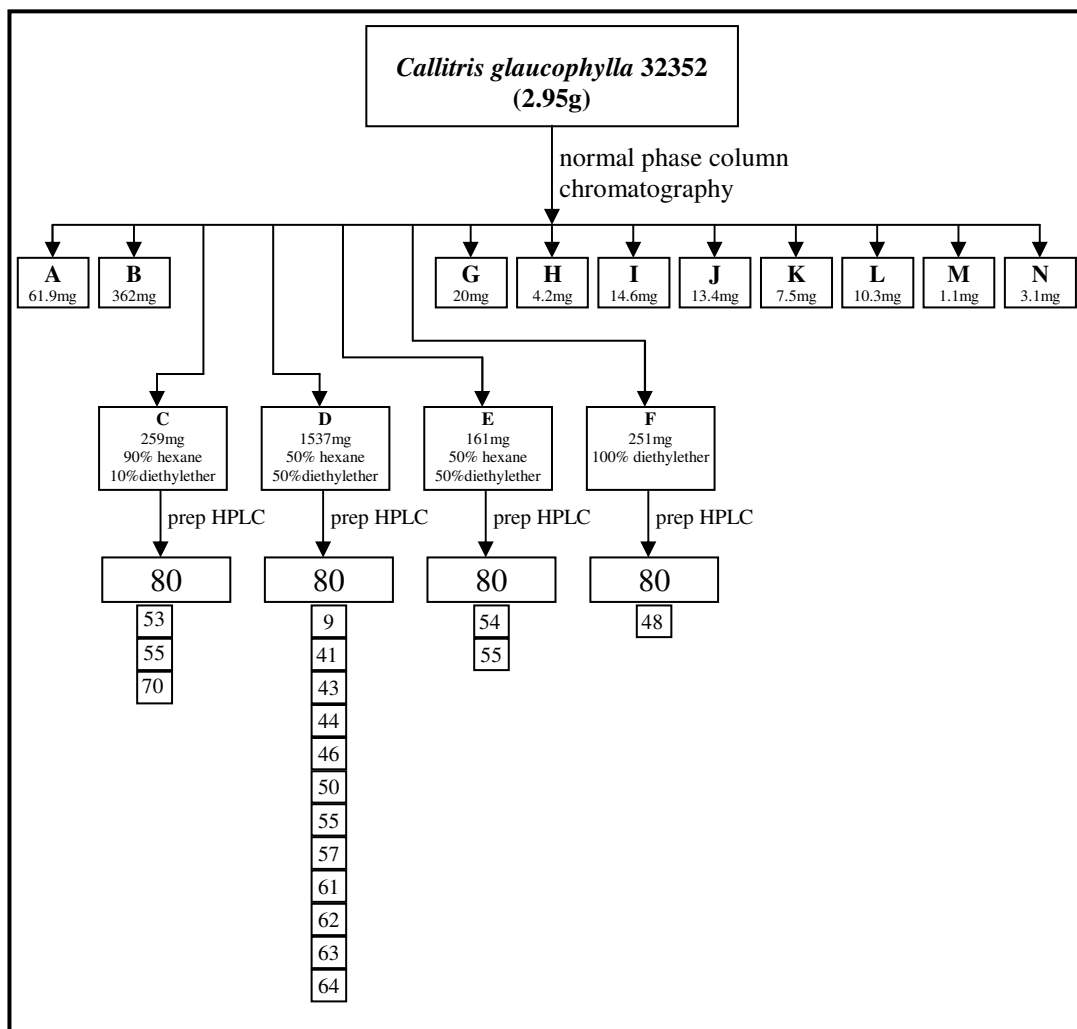 Callitris glaucophylla 32352
(2.95g)
normal phase column
chromatography
A
61.9mg
B
362mg
G
20mg
H
4.2mg
I
14.6mg
J
13.4mg
K
7.5mg
L
10.3mg
M
1.1mg
N
3.1mg
C
259mg
90% hexane
10%diethylether
D
1537mg
50% hexane
50%diethylether
E
161mg
50% hexane
50%diethylether
F
251mg
100% diethylether
prep HPLC
prep HPLC
prep HPLC
prep HPLC
80
80
80
80
53
55
70
9
41
43
44
46
50
55
57
61
62
63
64
54
55
48